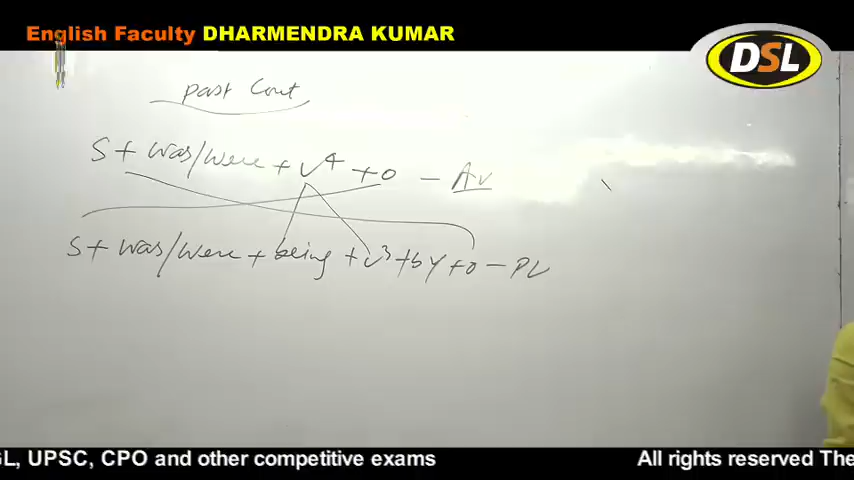 English Faculty DHARMENDRA KUMAR
DSL
Past Cont
S + was/were + V4 + O - AV
S + was/were + being + V3 + by + O - PV
GL, UPSC, CPO and other competitive exams
All rights reserved The